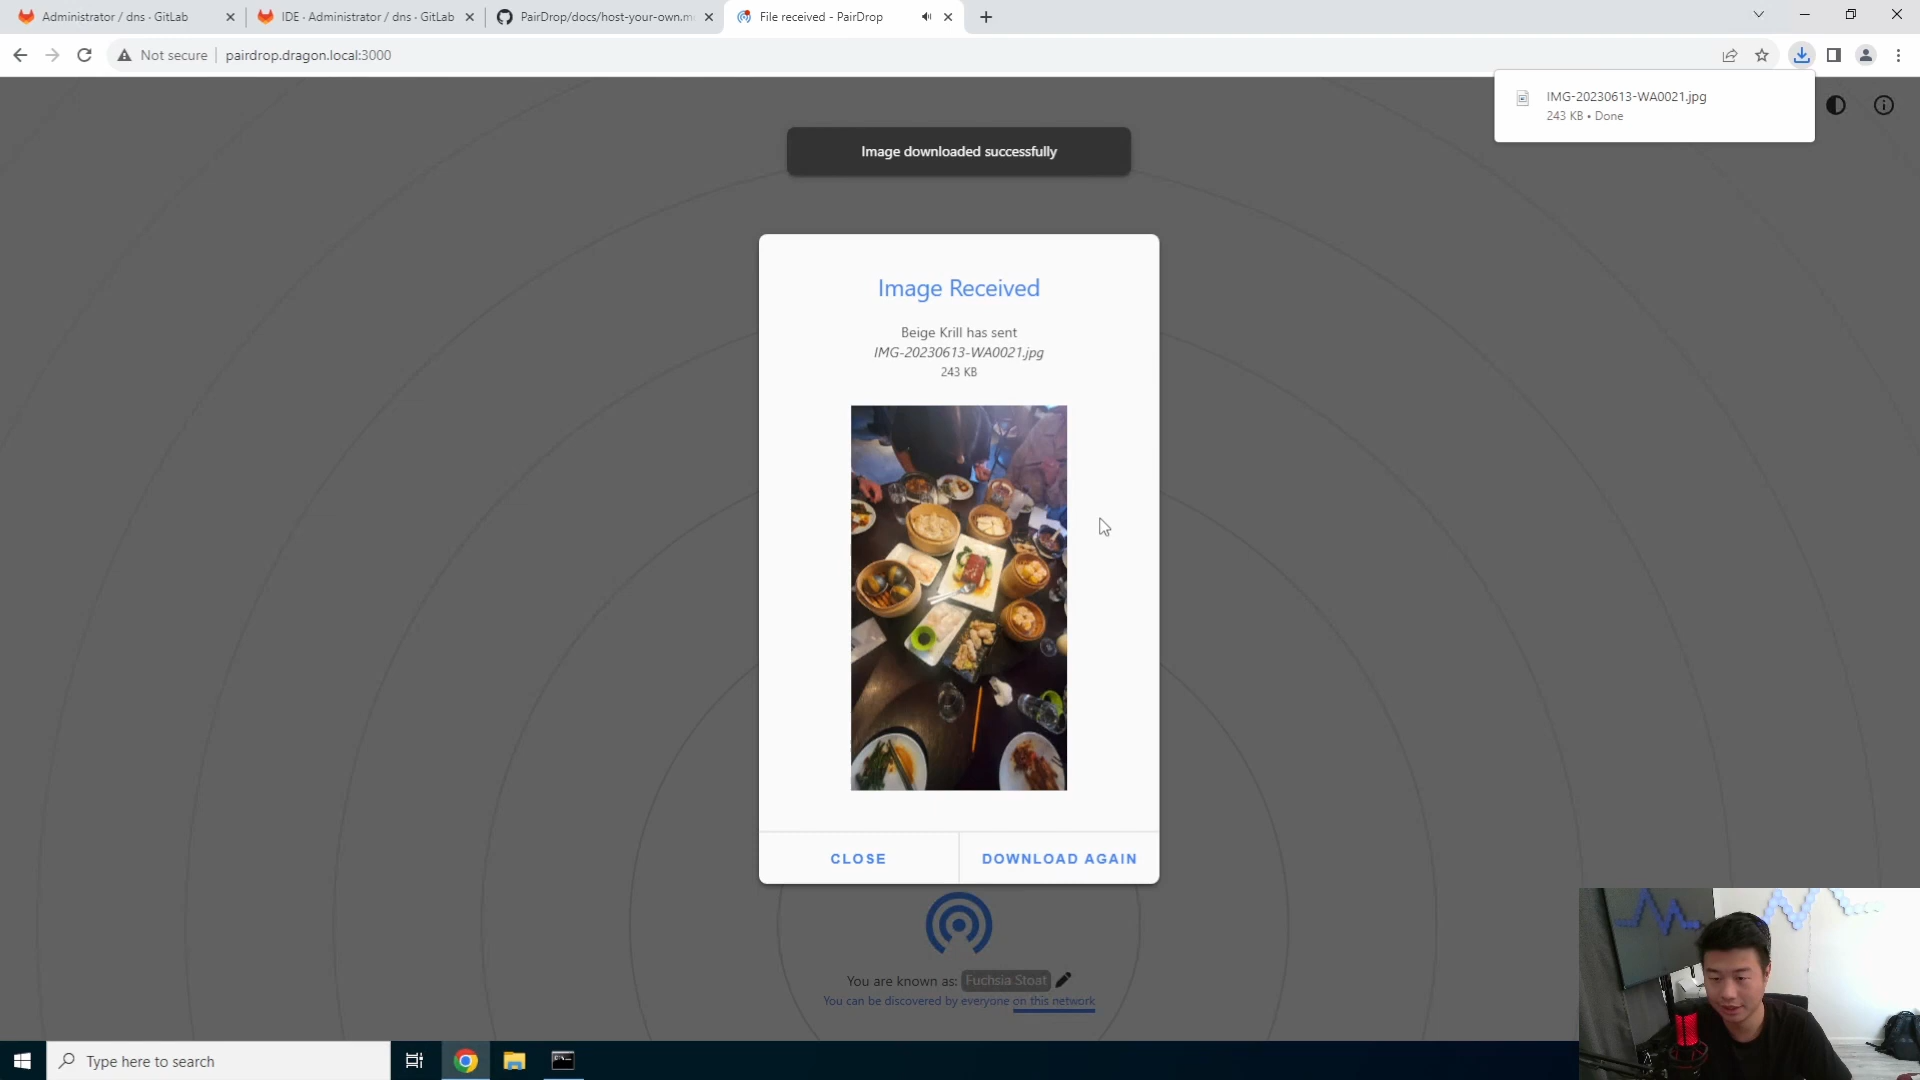 Administrator / dns · GitLab
IDE · Administrator / dns · GitLab
PairDrop/docs/host-your-own.m
File received - PairDrop
Not secure
pairdrop.dragon.local:3000
IMG-20230613-WA0021.jpg
243 KB • Done
Image downloaded successfully
Image Received
Beige Krill has sent
IMG-20230613-WA0021.jpg
243 KB
CLOSE
DOWNLOAD AGAIN
You are known as: Fuchsia Stoat
You can be discovered by everyone on this network
Type here to search